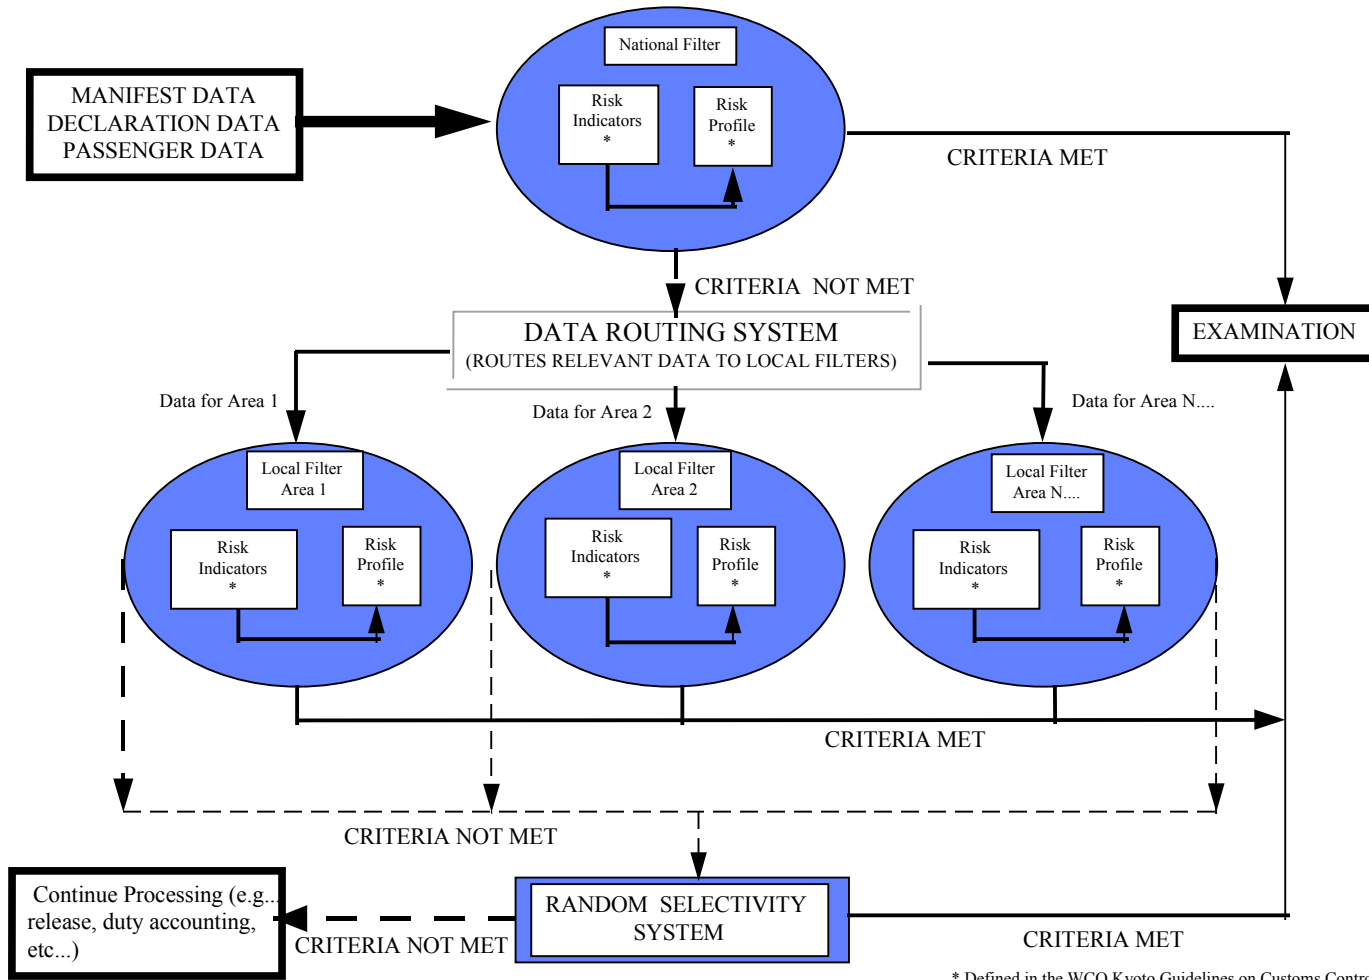 National Filter
MANIFEST DATA
DECLARATION DATA
PASSENGER DATA
Risk
Indicators
*
Risk
Profile
*
CRITERIA MET
CRITERIA NOT MET
DATA ROUTING SYSTEM
(ROUTES RELEVANT DATA TO LOCAL FILTERS)
EXAMINATION
Data for Area 1
Data for Area 2
Data for Area N....
Local Filter
Area 1
Risk
Indicators
*
Risk
Profile
*
Local Filter
Area 2
Risk
Indicators
*
Risk
Profile
*
Local Filter
Area N....
Risk
Indicators
*
Risk
Profile
*
CRITERIA MET
CRITERIA NOT MET
Continue Processing (e.g...
release, duty accounting,
etc...)
CRITERIA NOT MET
RANDOM SELECTIVITY
SYSTEM
CRITERIA MET
* Defined in the WCO Kyoto Guidelines on Customs Contro